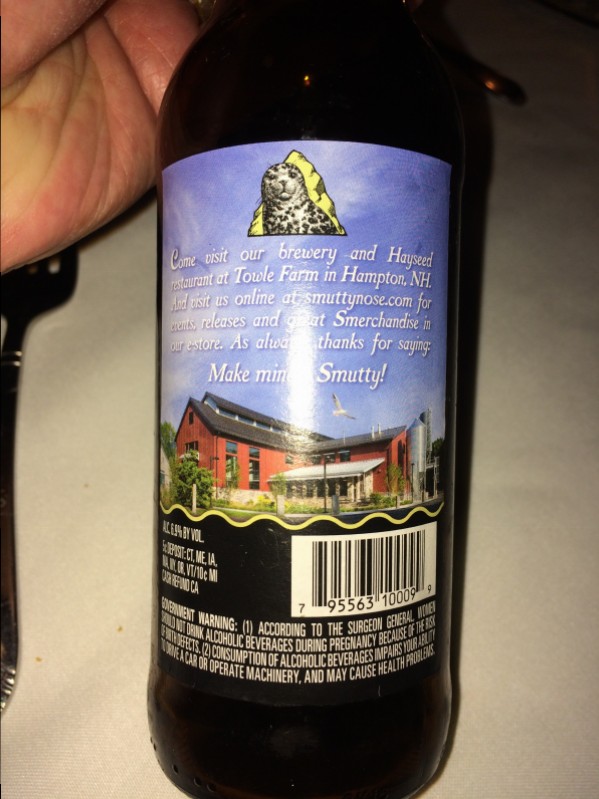 Come visit our brewery and Hayseed
restaurant at Towle Farm in Hampton, NH.
And visit us online at smuttynose.com for
events, releases and great Smerchandise in
our e-store. As always thanks for saying:
Make mine Smutty!
ALC. 6.9% BY VOL.
5¢ DEPOSIT: CT, ME, IA,
MA, NY, OR, VT/10¢ MI
CASH REFUND CA
7 95563 10009 9
GOVERNMENT WARNING: (1) ACCORDING TO THE SURGEON GENERAL, WOMEN
SHOULD NOT DRINK ALCOHOLIC BEVERAGES DURING PREGNANCY BECAUSE OF THE RISK
OF BIRTH DEFECTS. (2) CONSUMPTION OF ALCOHOLIC BEVERAGES IMPAIRS YOUR ABILITY
TO DRIVE A CAR OR OPERATE MACHINERY, AND MAY CAUSE HEALTH PROBLEMS.